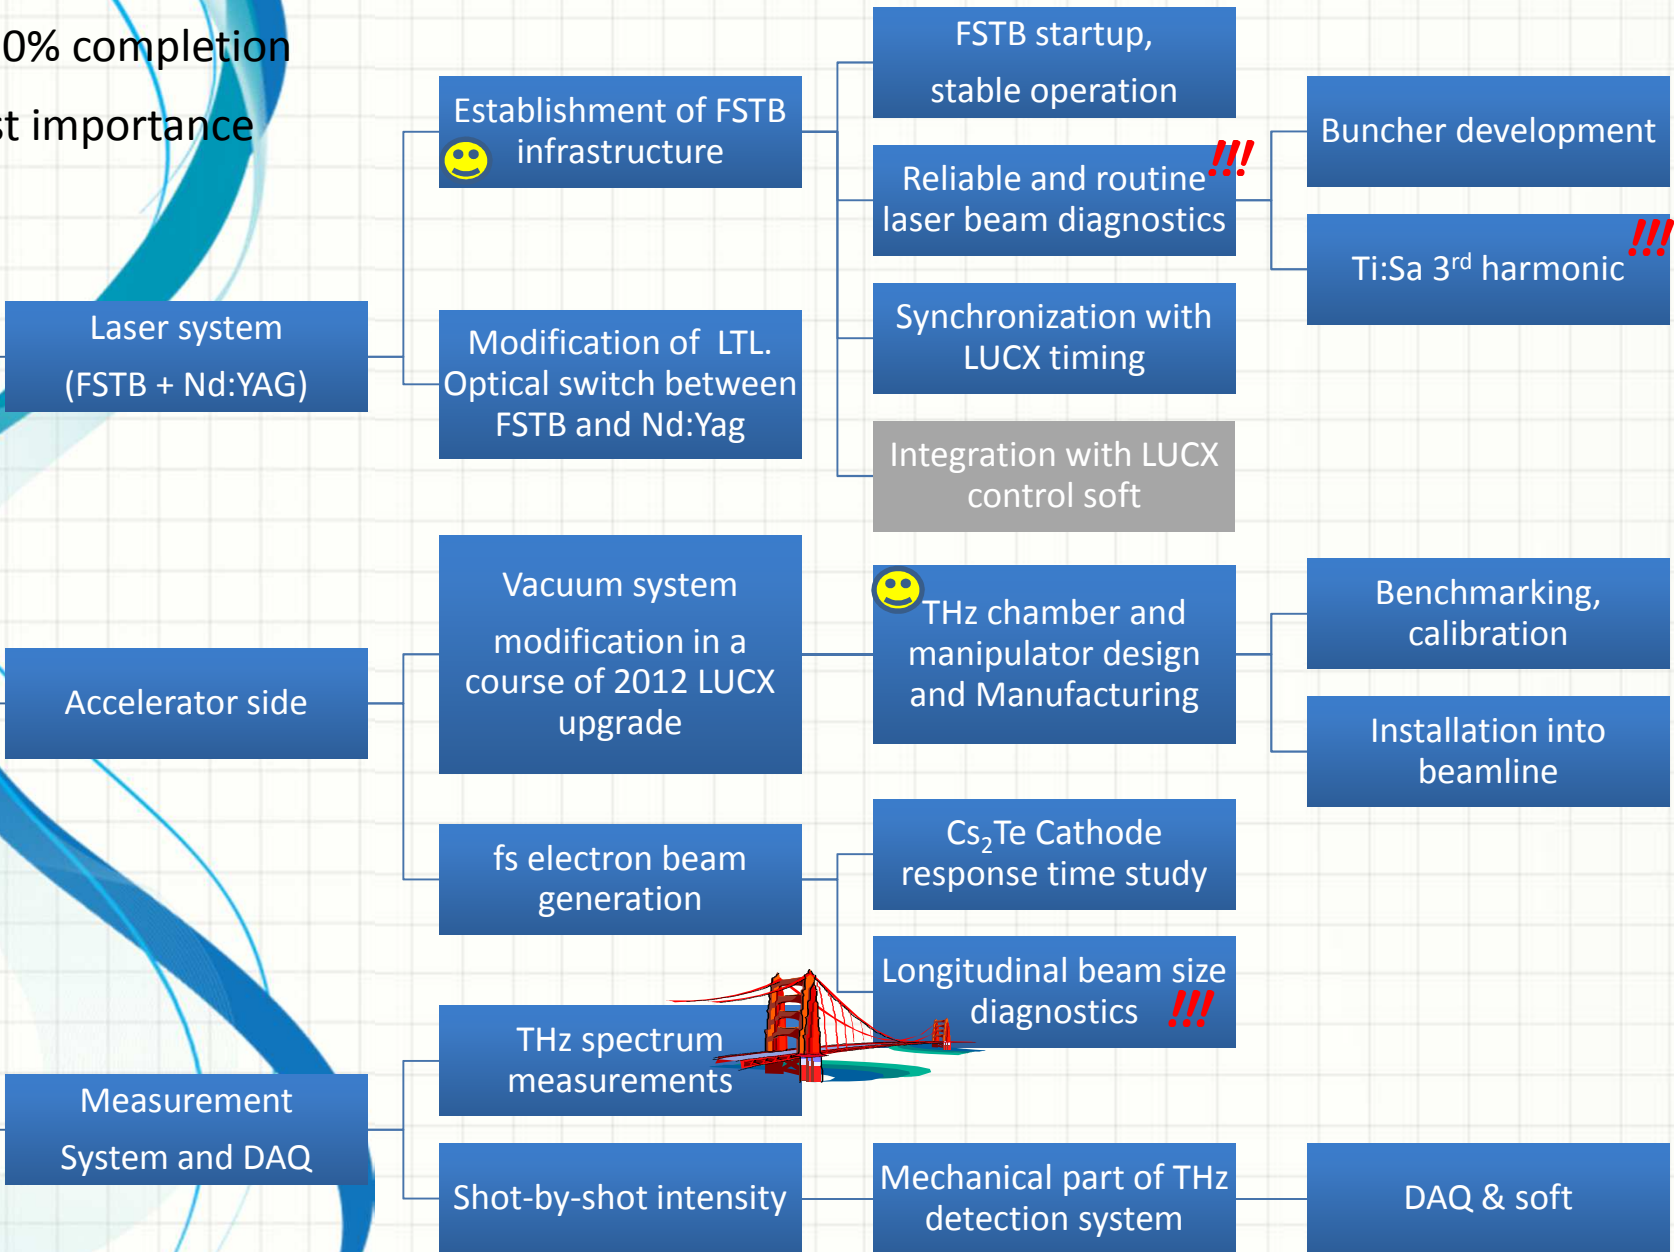 0% completion
st importance
Laser system
(FSTB + Nd:YAG)
Establishment of FSTB
infrastructure
Modification of LTL.
Optical switch between
FSTB and Nd:Yag
FSTB startup,
stable operation
Reliable and routine
laser beam diagnostics
!!!
Synchronization with
LUCX timing
Integration with LUCX
control soft
Buncher development
Ti:Sa 3rd harmonic
!!!
Accelerator side
Vacuum system
modification in a
course of 2012 LUCX
upgrade
fs electron beam
generation
THz chamber and
manipulator design
and Manufacturing
Benchmarking,
calibration
Installation into
beamline
Cs2Te Cathode
response time study
Longitudinal beam size
diagnostics !!!
Measurement
System and DAQ
THz spectrum
measurements
Shot-by-shot intensity
Mechanical part of THz
detection system
DAQ & soft